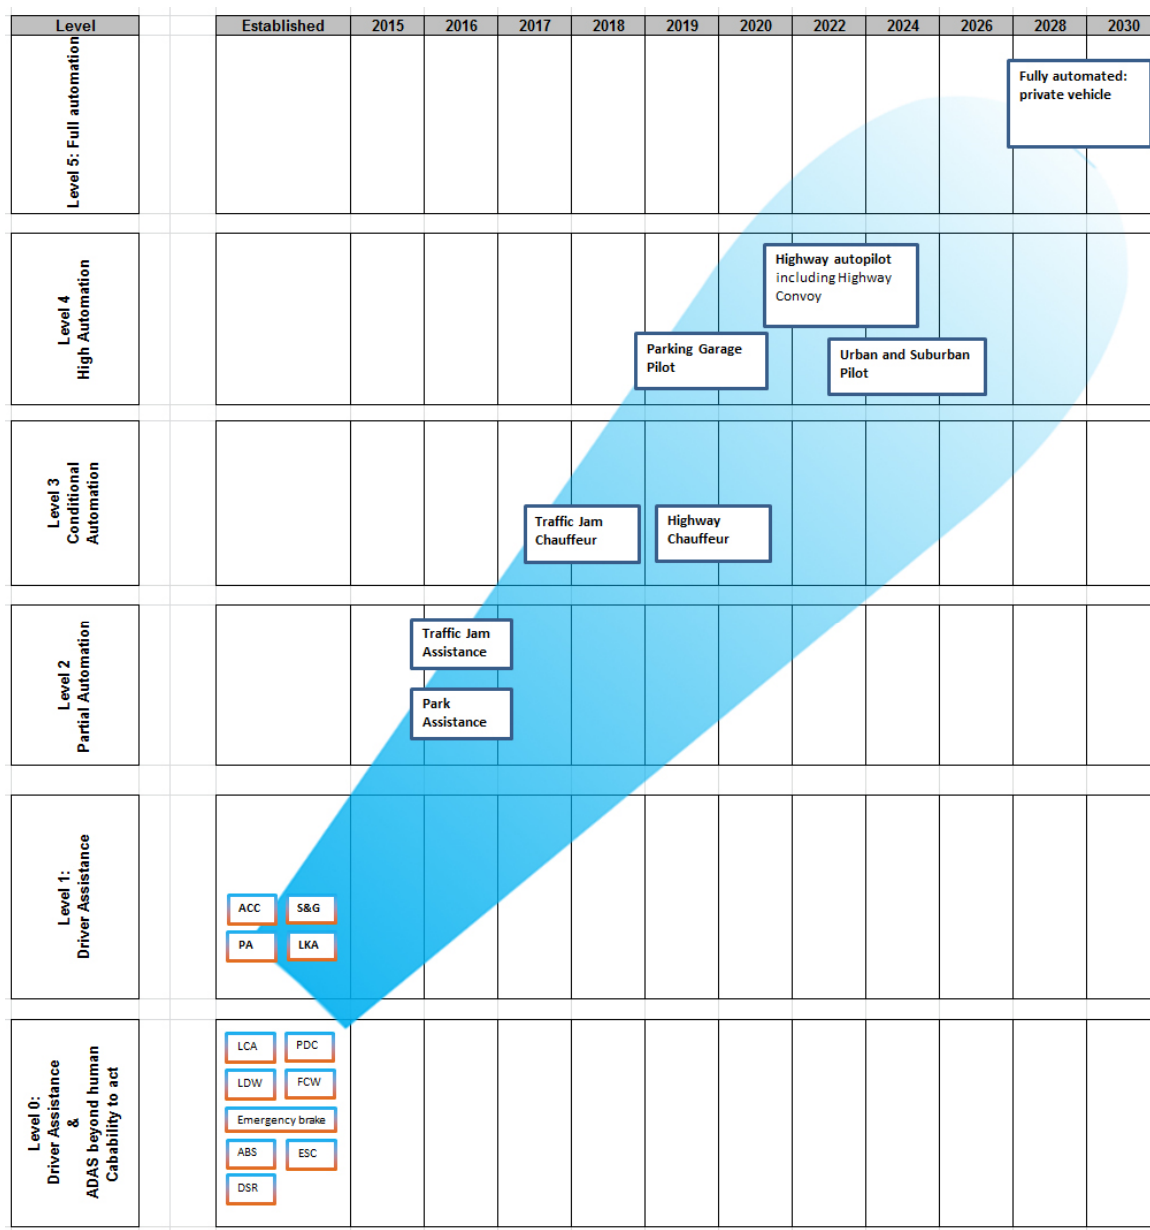 Level Established 2015 2016 2017 2018 2019 2020 2022 2024 2026 2028 2030
Level 5: Full automation
Fully automated:
private vehicle
Level 4
High Automation
Highway autopilot
including Highway
Convoy
Parking Garage
Pilot
Urban and Suburban
Pilot
Level 3
Conditional
Automation
Traffic Jam
Chauffeur
Highway
Chauffeur
Level 2
Partial Automation
Traffic Jam
Assistance
Park
Assistance
Level 1:
Driver Assistance
ACC S&G
PA LKA
Level 0:
Driver Assistance
&
ADAS beyond human
Cabability to act
LCA PDC
LDW FCW
Emergency brake
ABS ESC
DSR